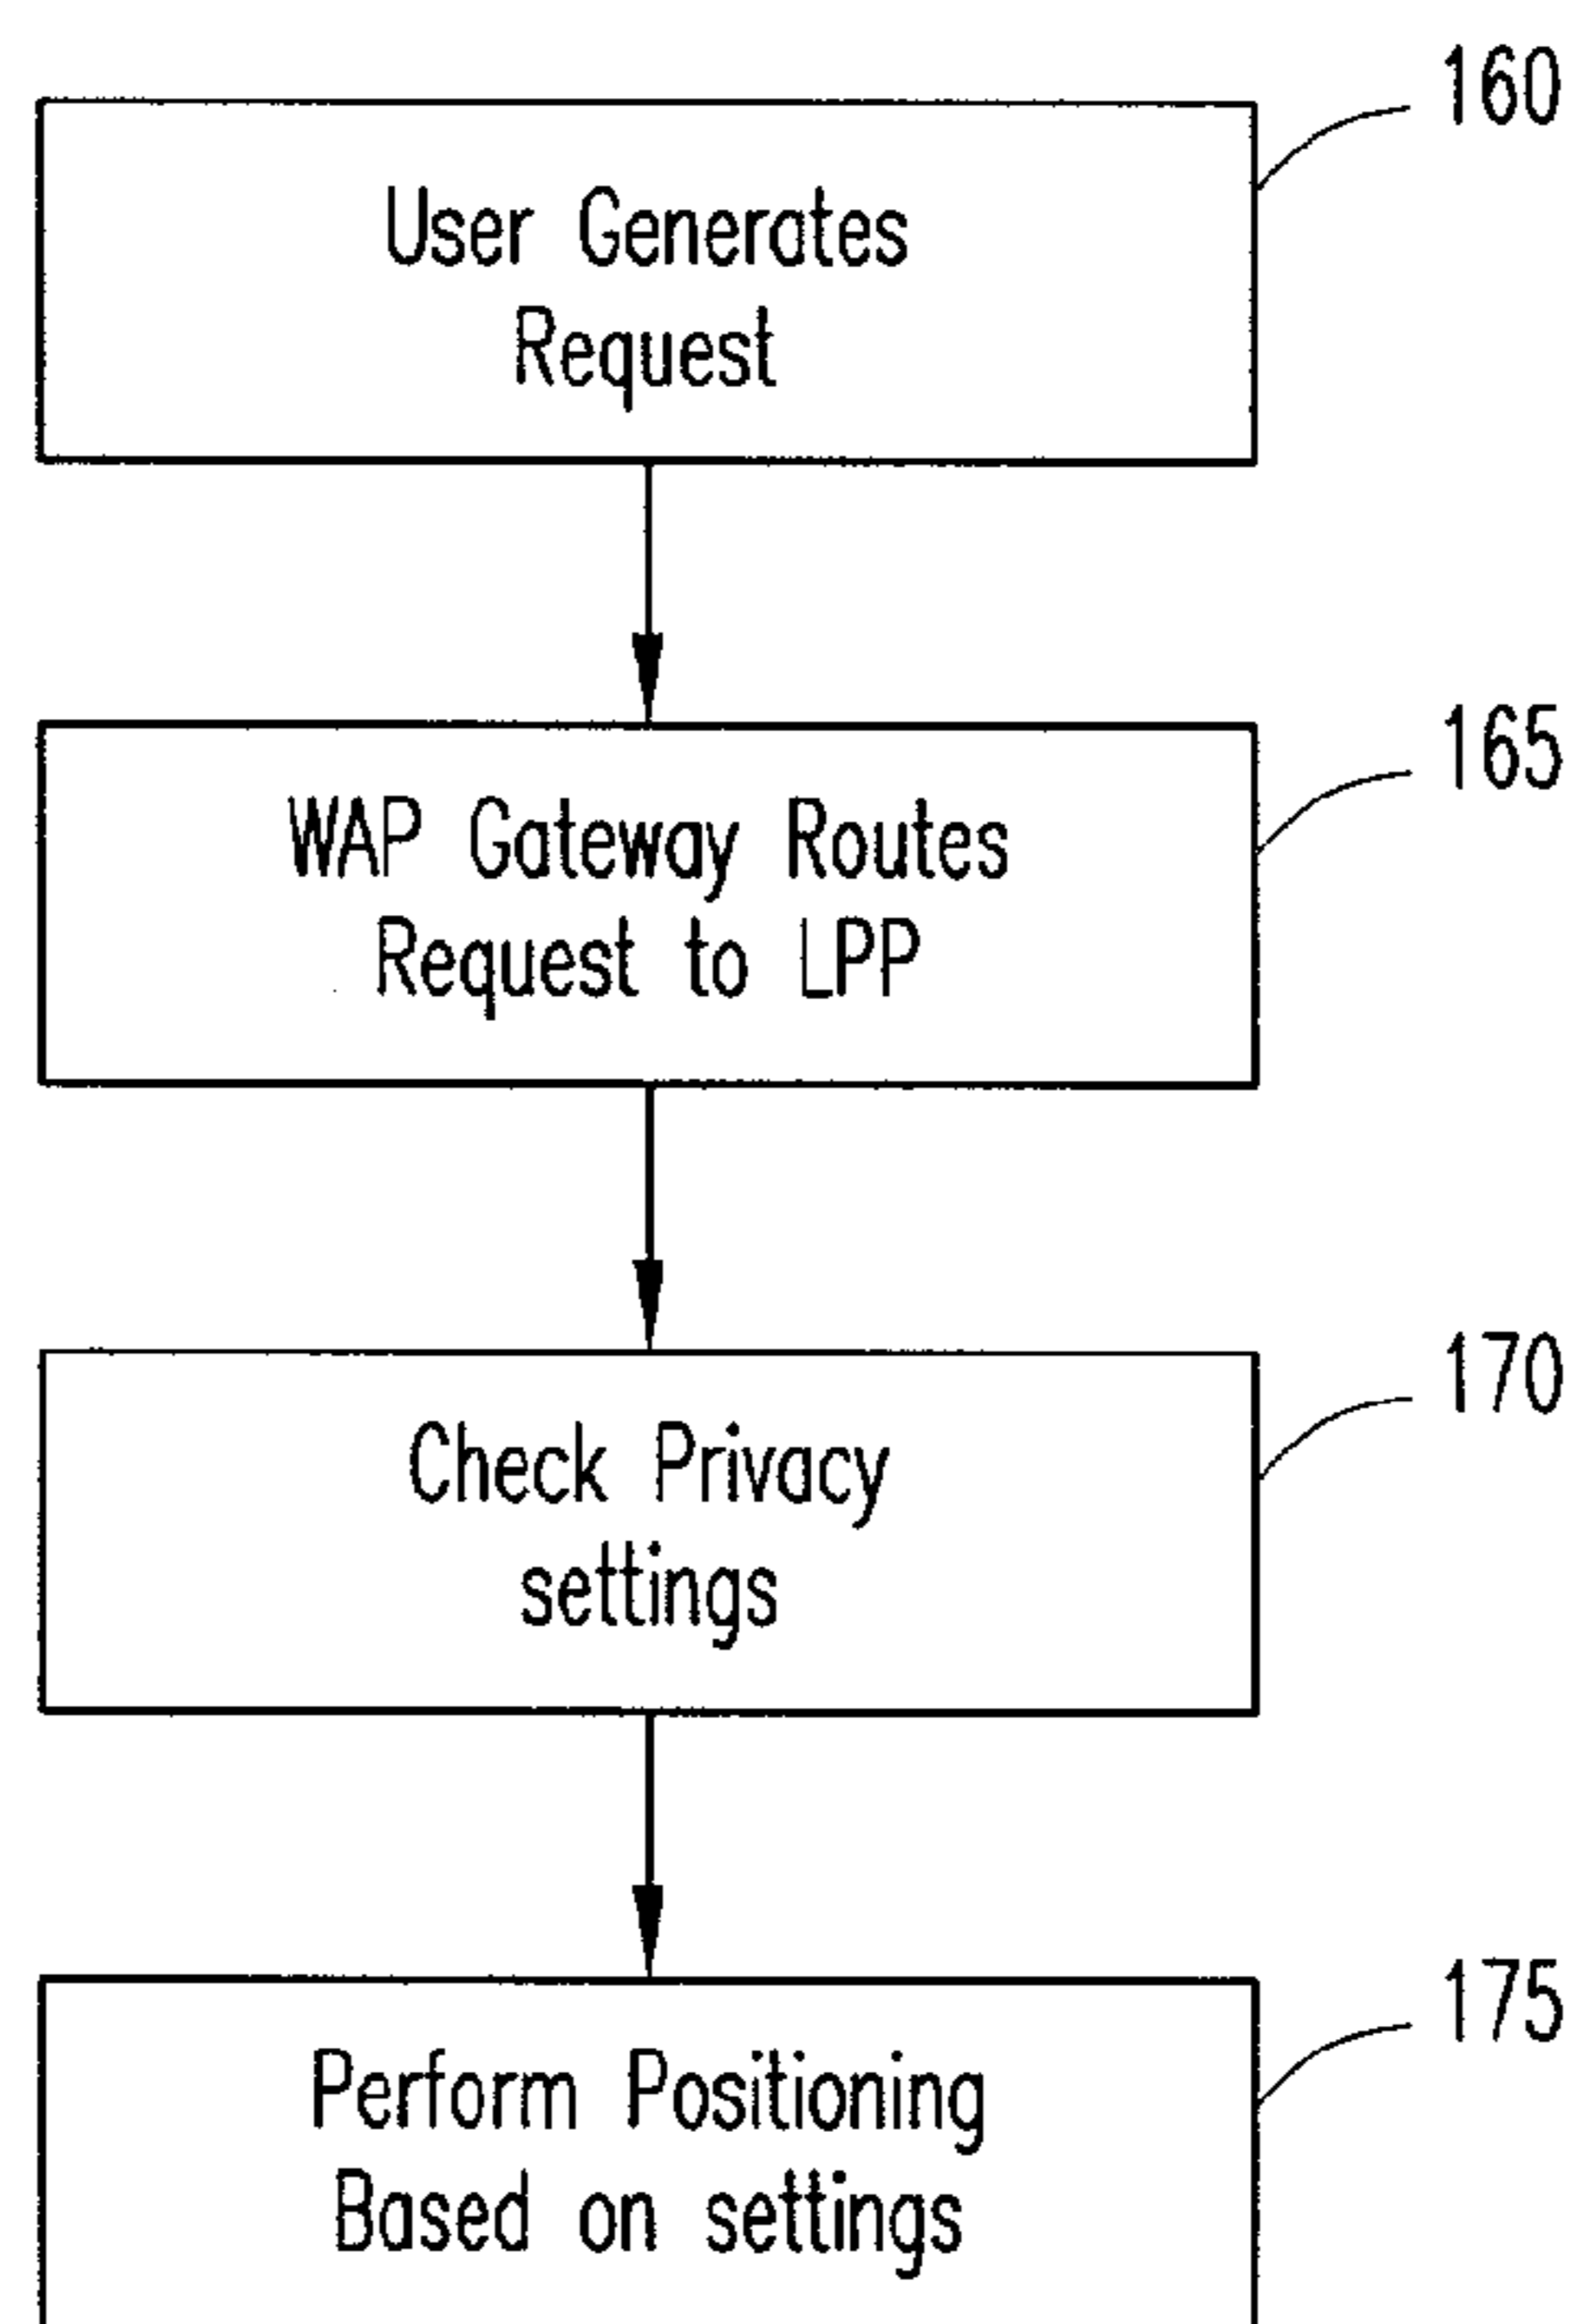 160
User Generates
Request
165
WAP Gateway Routes
Request to LPP
170
Check Privacy
settings
175
Perform Positioning
Based on settings